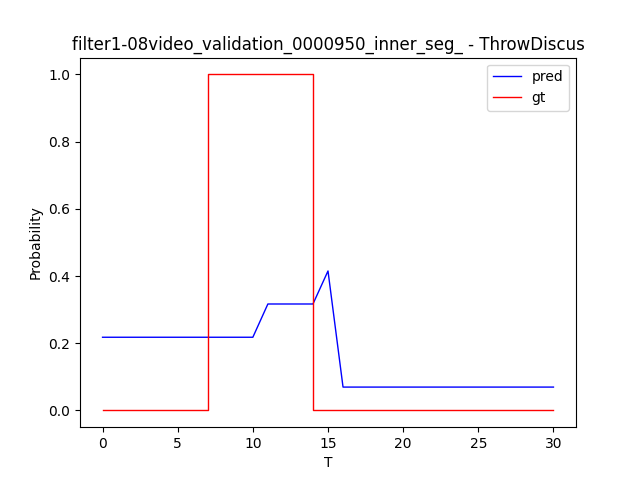 filter1-08video_validation_0000950_inner_seg_ - ThrowDiscus
pred
gt
Probability
1.0
0.8
0.6
0.4
0.2
0.0
0 5 10 15 20 25 30
T